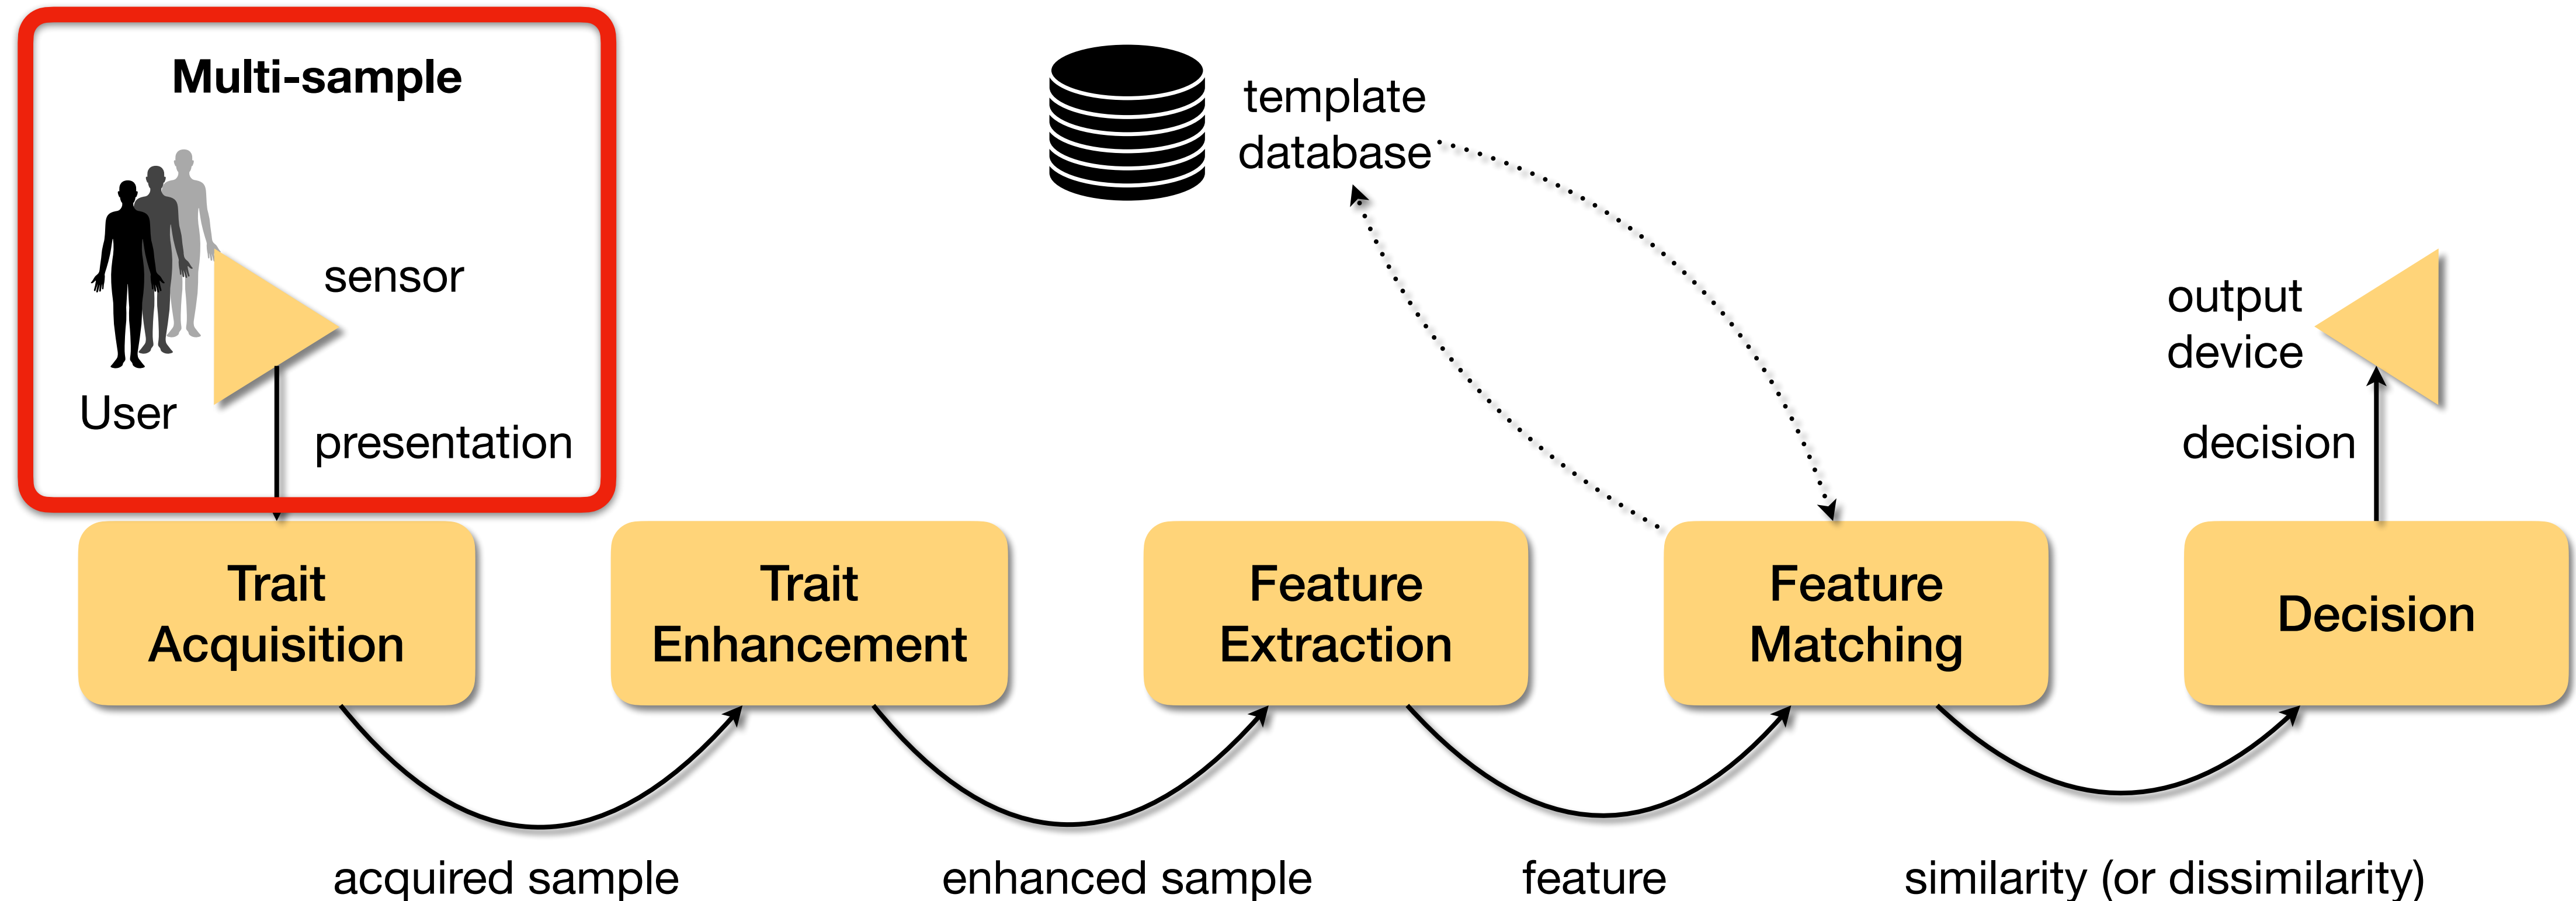 Multi-sample
sensor
User
presentation
template
database
output
device
decision
Trait
Acquisition
Trait
Enhancement
Feature
Extraction
Feature
Matching
Decision
acquired sample
enhanced sample
feature
similarity (or dissimilarity)